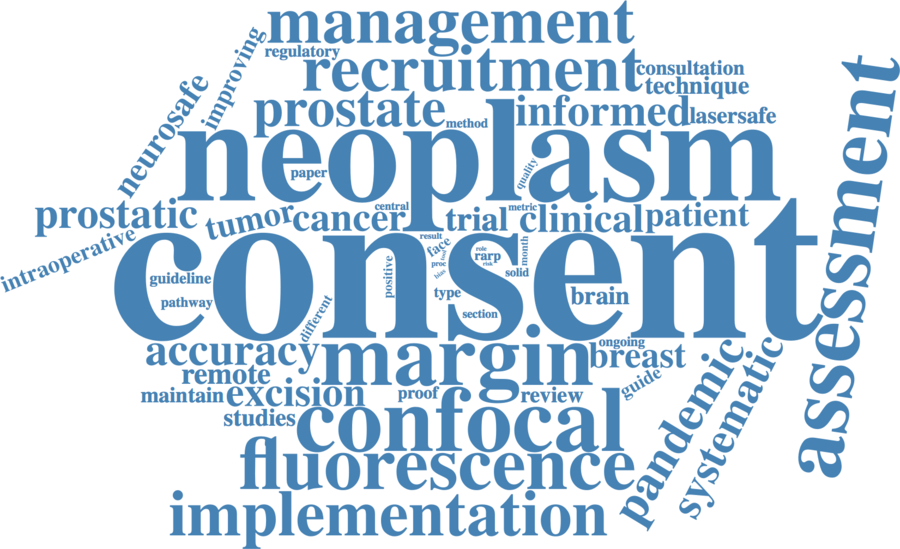 management
regulatory
improving
recruitment
consultation
technique
neurosafe
prostate
method
informed
lasersafe
assessment
neoplasm
paper
quality
prostatic
tumor
cancer
central
trial
metric
clinical
patient
intraoperative
consent
result
face
tool
proc
bias
role
rarp
risk
month
solid
guideline
positive
pathway
type
brain
different
section
accuracy
margin
ongoing
breast
remote
maintain
excision
proof
review
guide
studies
confocal
pandemic
systematic
fluorescence
implementation